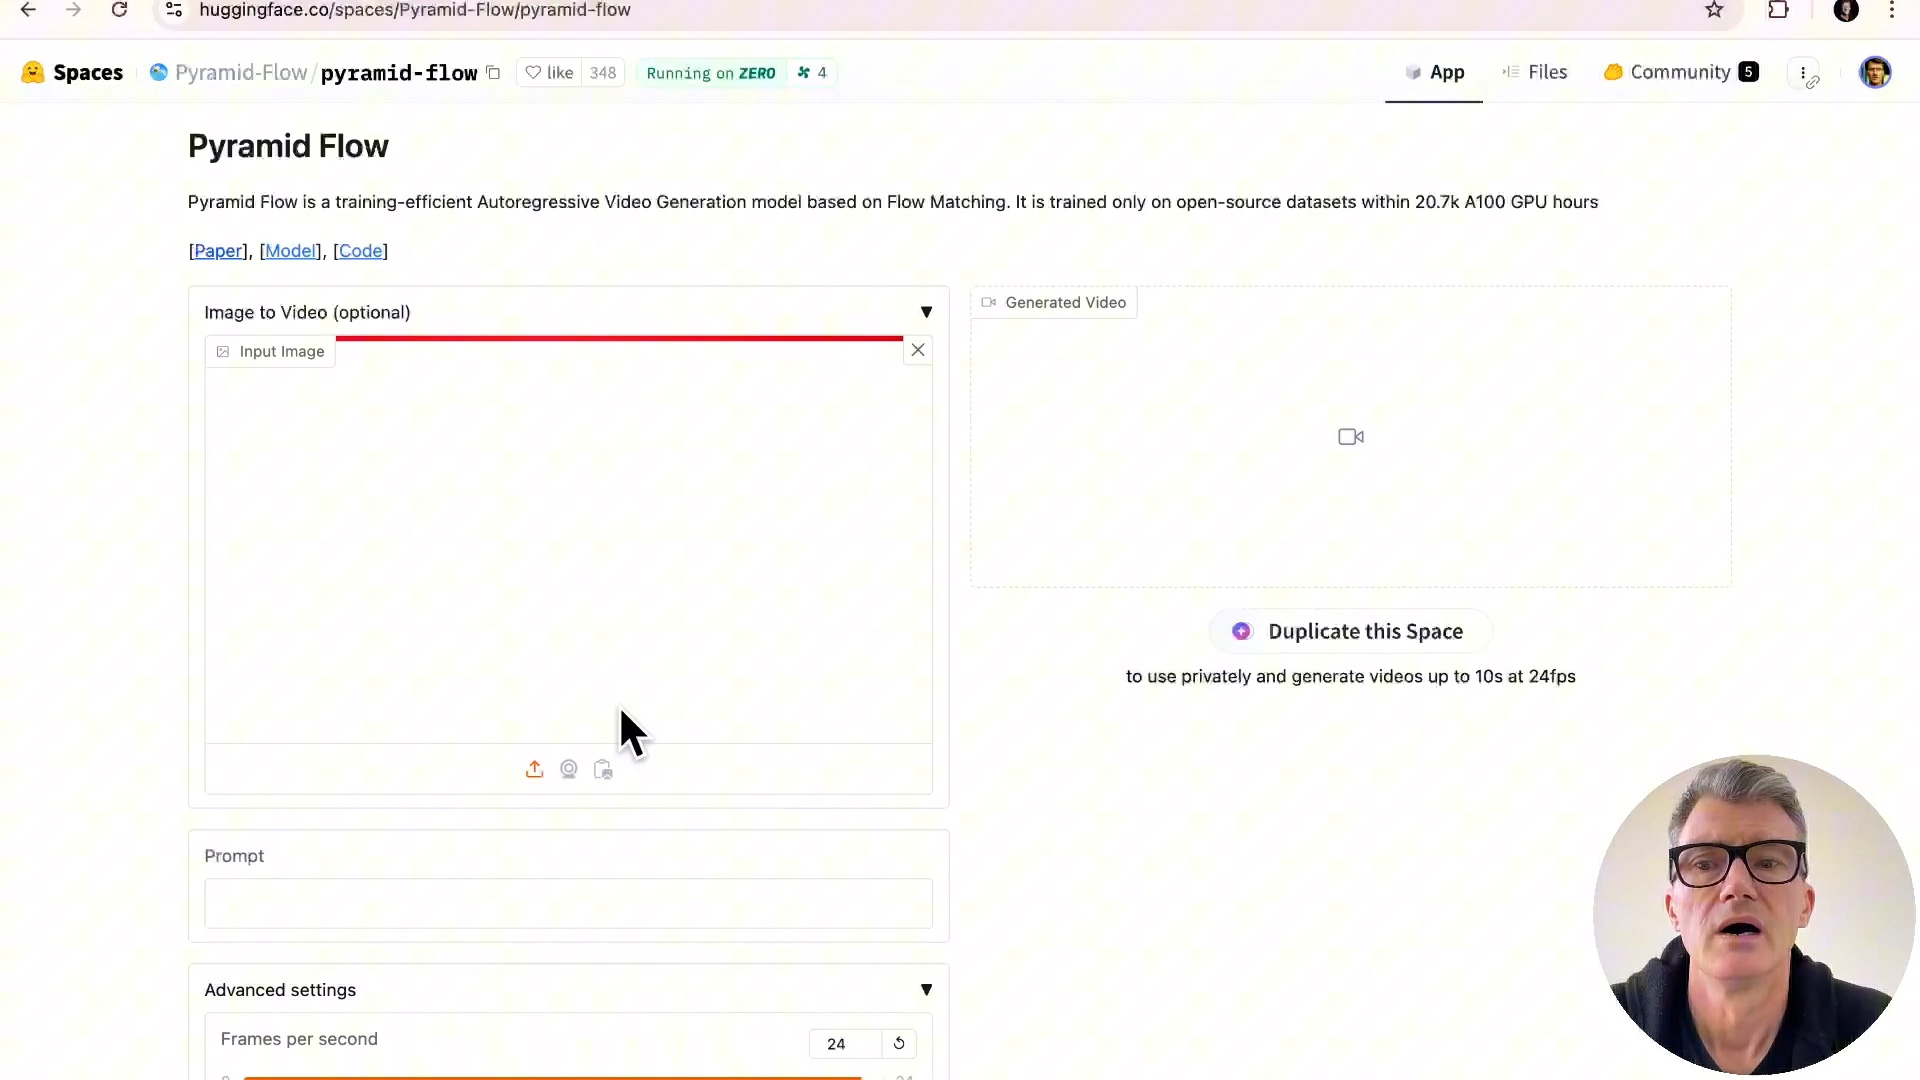 huggingface.co/spaces/Pyramid-Flow/pyramid-flow
Spaces Pyramid-Flow/pyramid-flow like 348 Running on ZERO 4 App Files Community 5
Pyramid Flow
Pyramid Flow is a training-efficient Autoregressive Video Generation model based on Flow Matching. It is trained only on open-source datasets within 20.7k A100 GPU hours
[Paper], [Model], [Code]
Image to Video (optional)
Input Image
Generated Video
Duplicate this Space
to use privately and generate videos up to 10s at 24fps
Prompt
Advanced settings
Frames per second 24